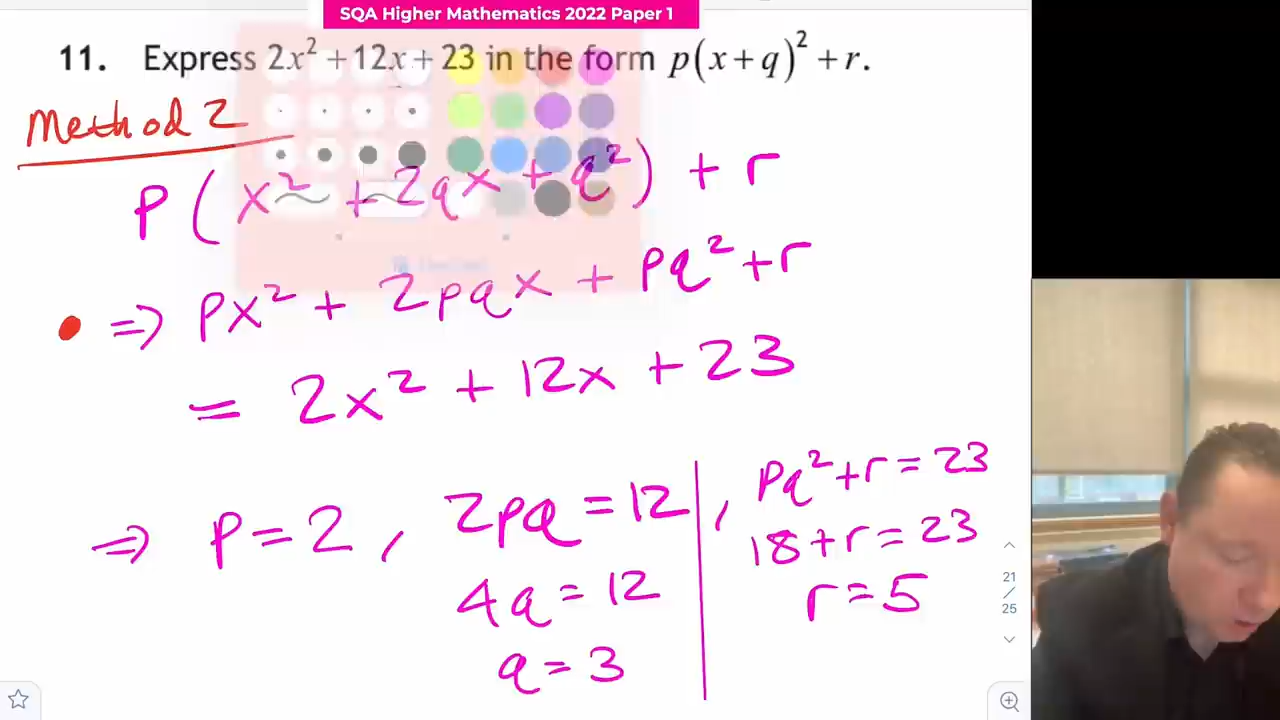 SQA Higher Mathematics 2022 Paper 1
11. Express 2x² + 12x + 23 in the form p(x + q)² + r.
Method 2
P(x² + 2qx + q²) + r
⇒ px² + 2pqx + pq² + r
= 2x² + 12x + 23
⇒ p = 2, 2pq = 12, pq² + r = 23
4q = 12
18 + r = 23
q = 3
r = 5
21
/
25